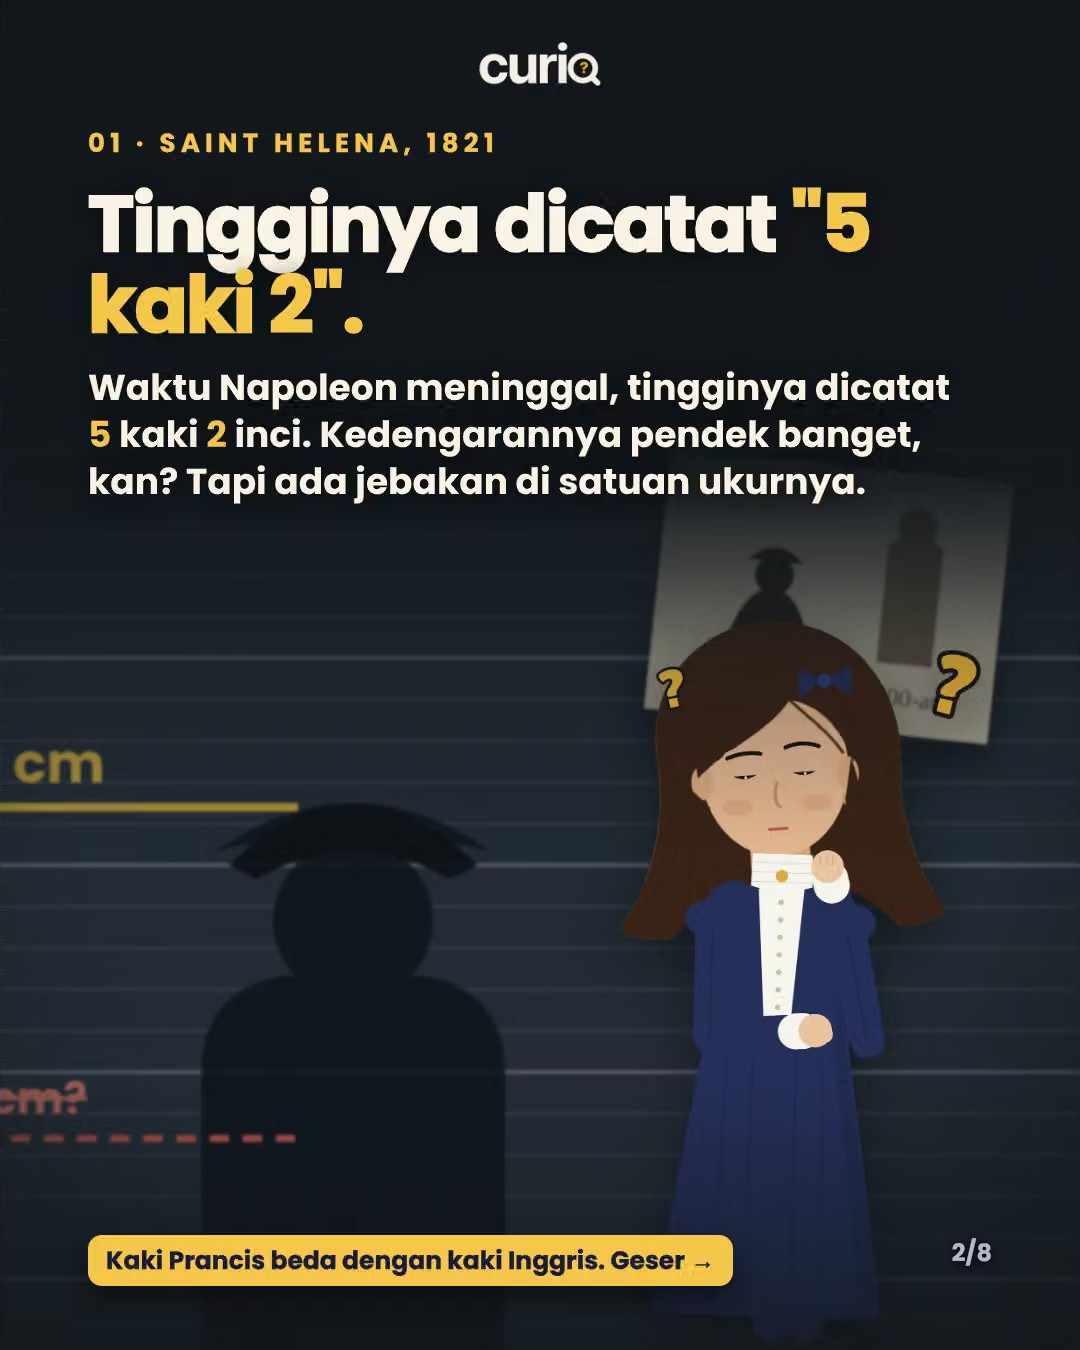 curio
01 · SAINT HELENA, 1821
Tingginya dicatat "5
kaki 2".
Waktu Napoleon meninggal, tingginya dicatat
5 kaki 2 inci. Kedengarannya pendek banget,
kan? Tapi ada jebakan di satuan ukurnya.
?
?
cm
cm?
Kaki Prancis beda dengan kaki Inggris. Geser →
2/8